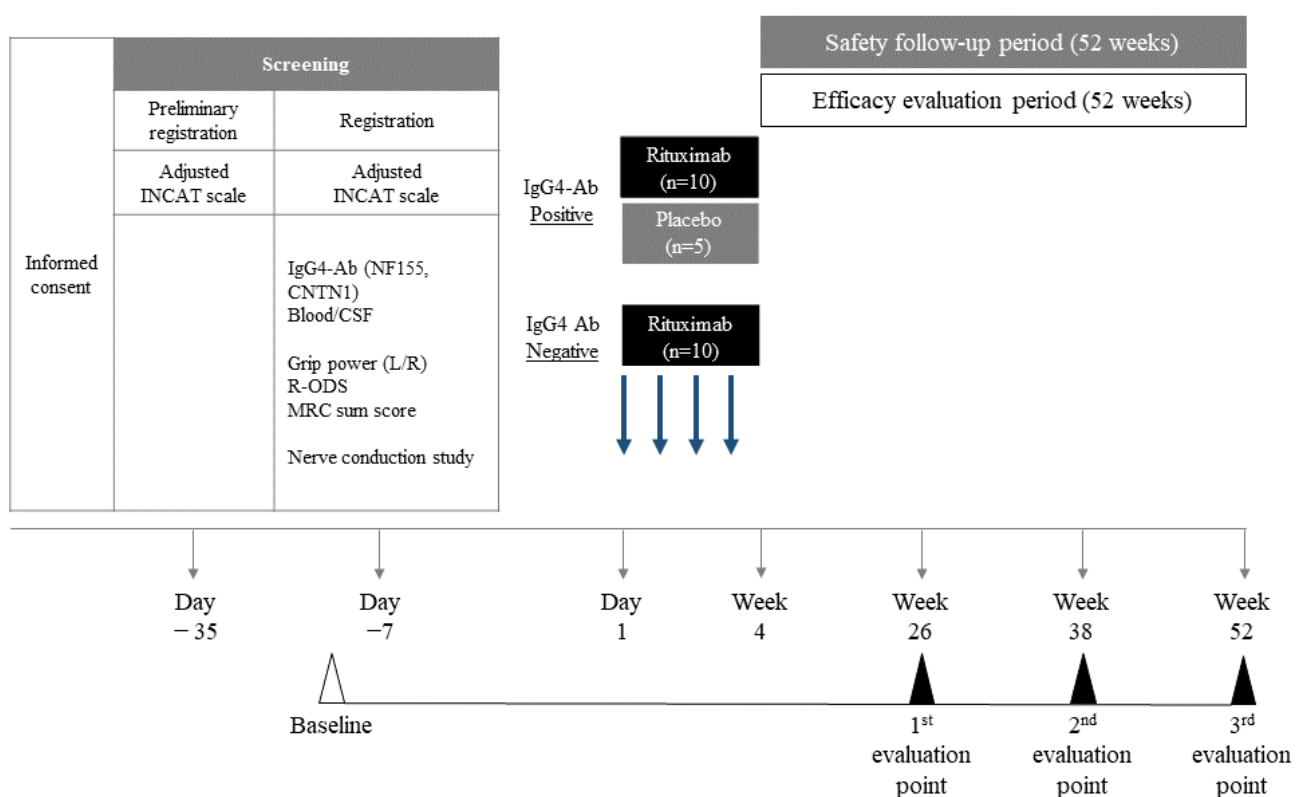 Safety follow-up period (52 weeks)
Efficacy evaluation period (52 weeks)
Screening
Preliminary
registration
Registration
Adjusted
INCAT scale
Adjusted
INCAT scale
Informed
consent
IgG4-Ab (NF155,
CNTN1)
Blood/CSF
Grip power (L/R)
R-ODS
MRC sum score
Nerve conduction study
IgG4-Ab
Positive
Rituximab
(n=10)
Placebo
(n=5)
IgG4 Ab
Negative
Rituximab
(n=10)
Day
− 35
Day
−7
Day
1
Week
4
Week
26
Week
38
Week
52
Baseline
1st
evaluation
point
2nd
evaluation
point
3rd
evaluation
point